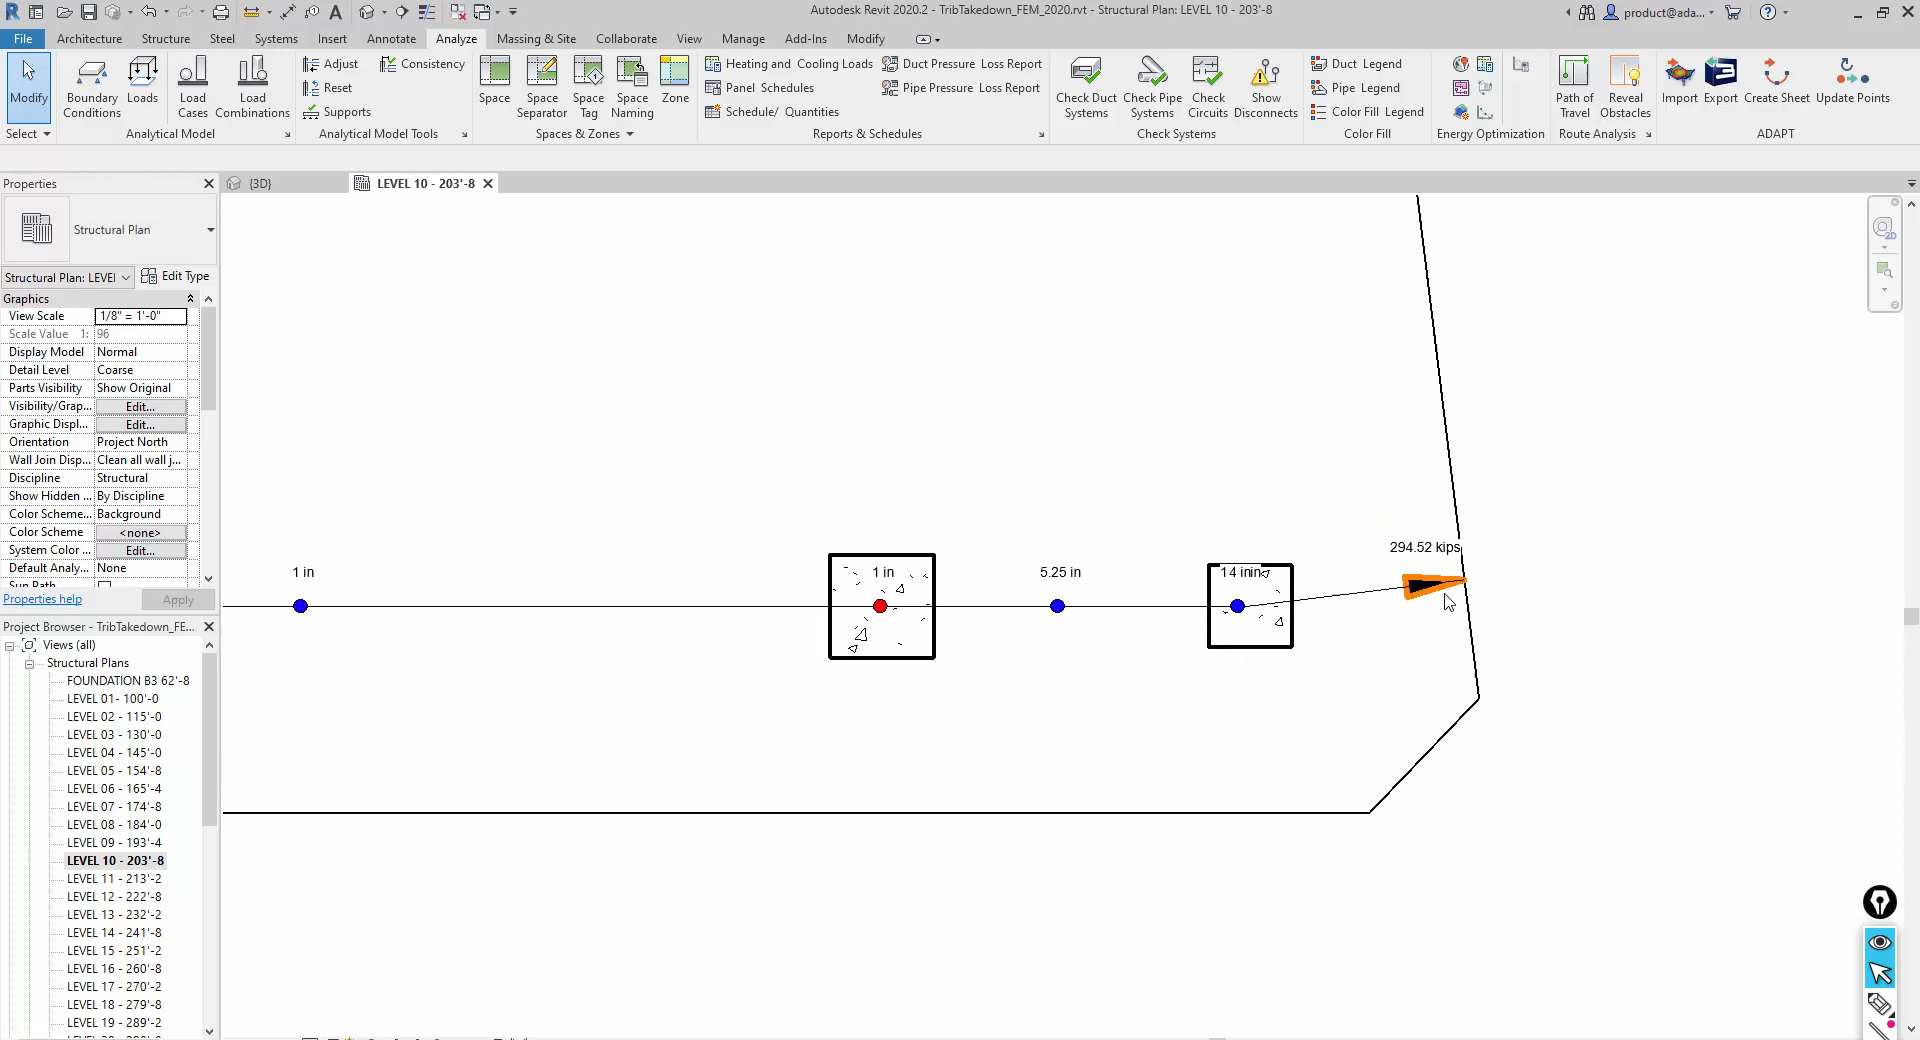 Autodesk Revit 2020.2 - TribTakedown_FEM_2020.rvt - Structural Plan: LEVEL 10 - 203'-8
product@ada...
File Architecture Structure Steel Systems Insert Annotate Analyze Massing & Site Collaborate View Manage Add-Ins Modify
Modify
Select
Boundary Conditions
Loads
Load Cases
Load Combinations
Analytical Model
Adjust
Reset
Supports
Consistency
Analytical Model Tools
Space
Space Separator
Space Tag
Space Naming
Zone
Spaces & Zones
Heating and Cooling Loads
Panel Schedules
Schedule/ Quantities
Duct Pressure Loss Report
Pipe Pressure Loss Report
Reports & Schedules
Check Duct Systems
Check Pipe Systems
Check Circuits
Show Disconnects
Check Systems
Duct Legend
Pipe Legend
Color Fill Legend
Color Fill
Energy Optimization
Path of Travel
Reveal Obstacles
Route Analysis
Import
Export
Create Sheet
Update Points
ADAPT
Properties
{3D}
LEVEL 10 - 203'-8
Structural Plan
Structural Plan: LEVEl
Edit Type
Graphics
View Scale 1/8" = 1'-0"
Scale Value 1: 96
Display Model Normal
Detail Level Coarse
Parts Visibility Show Original
Visibility/Grap... Edit...
Graphic Displ... Edit...
Orientation Project North
Wall Join Disp... Clean all wall j...
Discipline Structural
Show Hidden ... By Discipline
Color Scheme... Background
Color Scheme <none>
System Color ... Edit...
Default Analy... None
Sun Path
Properties help
Apply
Project Browser - TribTakedown_FE...
Views (all)
Structural Plans
FOUNDATION B3 62'-8
LEVEL 01- 100'-0
LEVEL 02 - 115'-0
LEVEL 03 - 130'-0
LEVEL 04 - 145'-0
LEVEL 05 - 154'-8
LEVEL 06 - 165'-4
LEVEL 07 - 174'-8
LEVEL 08 - 184'-0
LEVEL 09 - 193'-4
LEVEL 10 - 203'-8
LEVEL 11 - 213'-2
LEVEL 12 - 222'-8
LEVEL 13 - 232'-2
LEVEL 14 - 241'-8
LEVEL 15 - 251'-2
LEVEL 16 - 260'-8
LEVEL 17 - 270'-2
LEVEL 18 - 279'-8
LEVEL 19 - 289'-2
294.52 kips
1 in
1 in
5.25 in
14 inin
2D